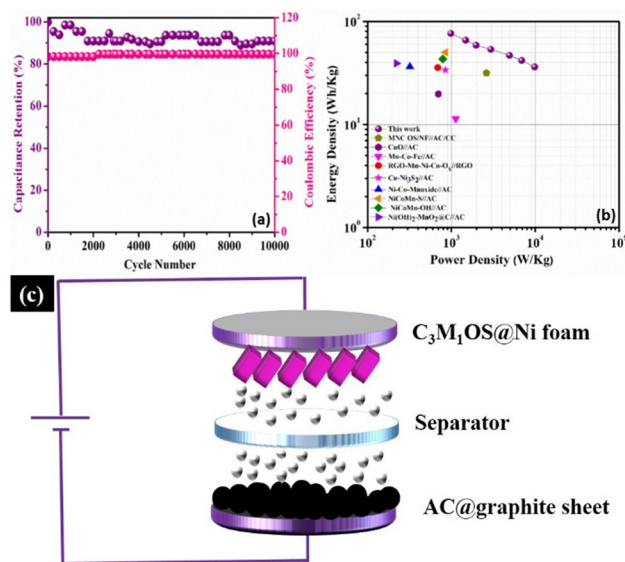 100
80
60
40
20
0
Capacitance Retention (%)
120
100
80
60
40
20
0
Coulombic Efficiency (%)
0 2000 4000 6000 8000 10000
Cycle Number
(a)
10²
10¹
10⁰
Energy Density (Wh/Kg)
This work
MNC OS/NF//AC/CC
CuO//AC
Mn-Co-Fe//AC
RGO-Mn-Ni-Co-Oₓ//RGO
Cu-Ni₃S₂//AC
Ni-Co-Mnoxide//AC
NiCoMn-S//AC
NiCoMn-OH//AC
Ni(OH)₂-MnO₂@C//AC
(b)
10² 10³ 10⁴ 10⁵
Power Density (W/Kg)
(c)
C₃M₁OS@Ni foam
Separator
AC@graphite sheet